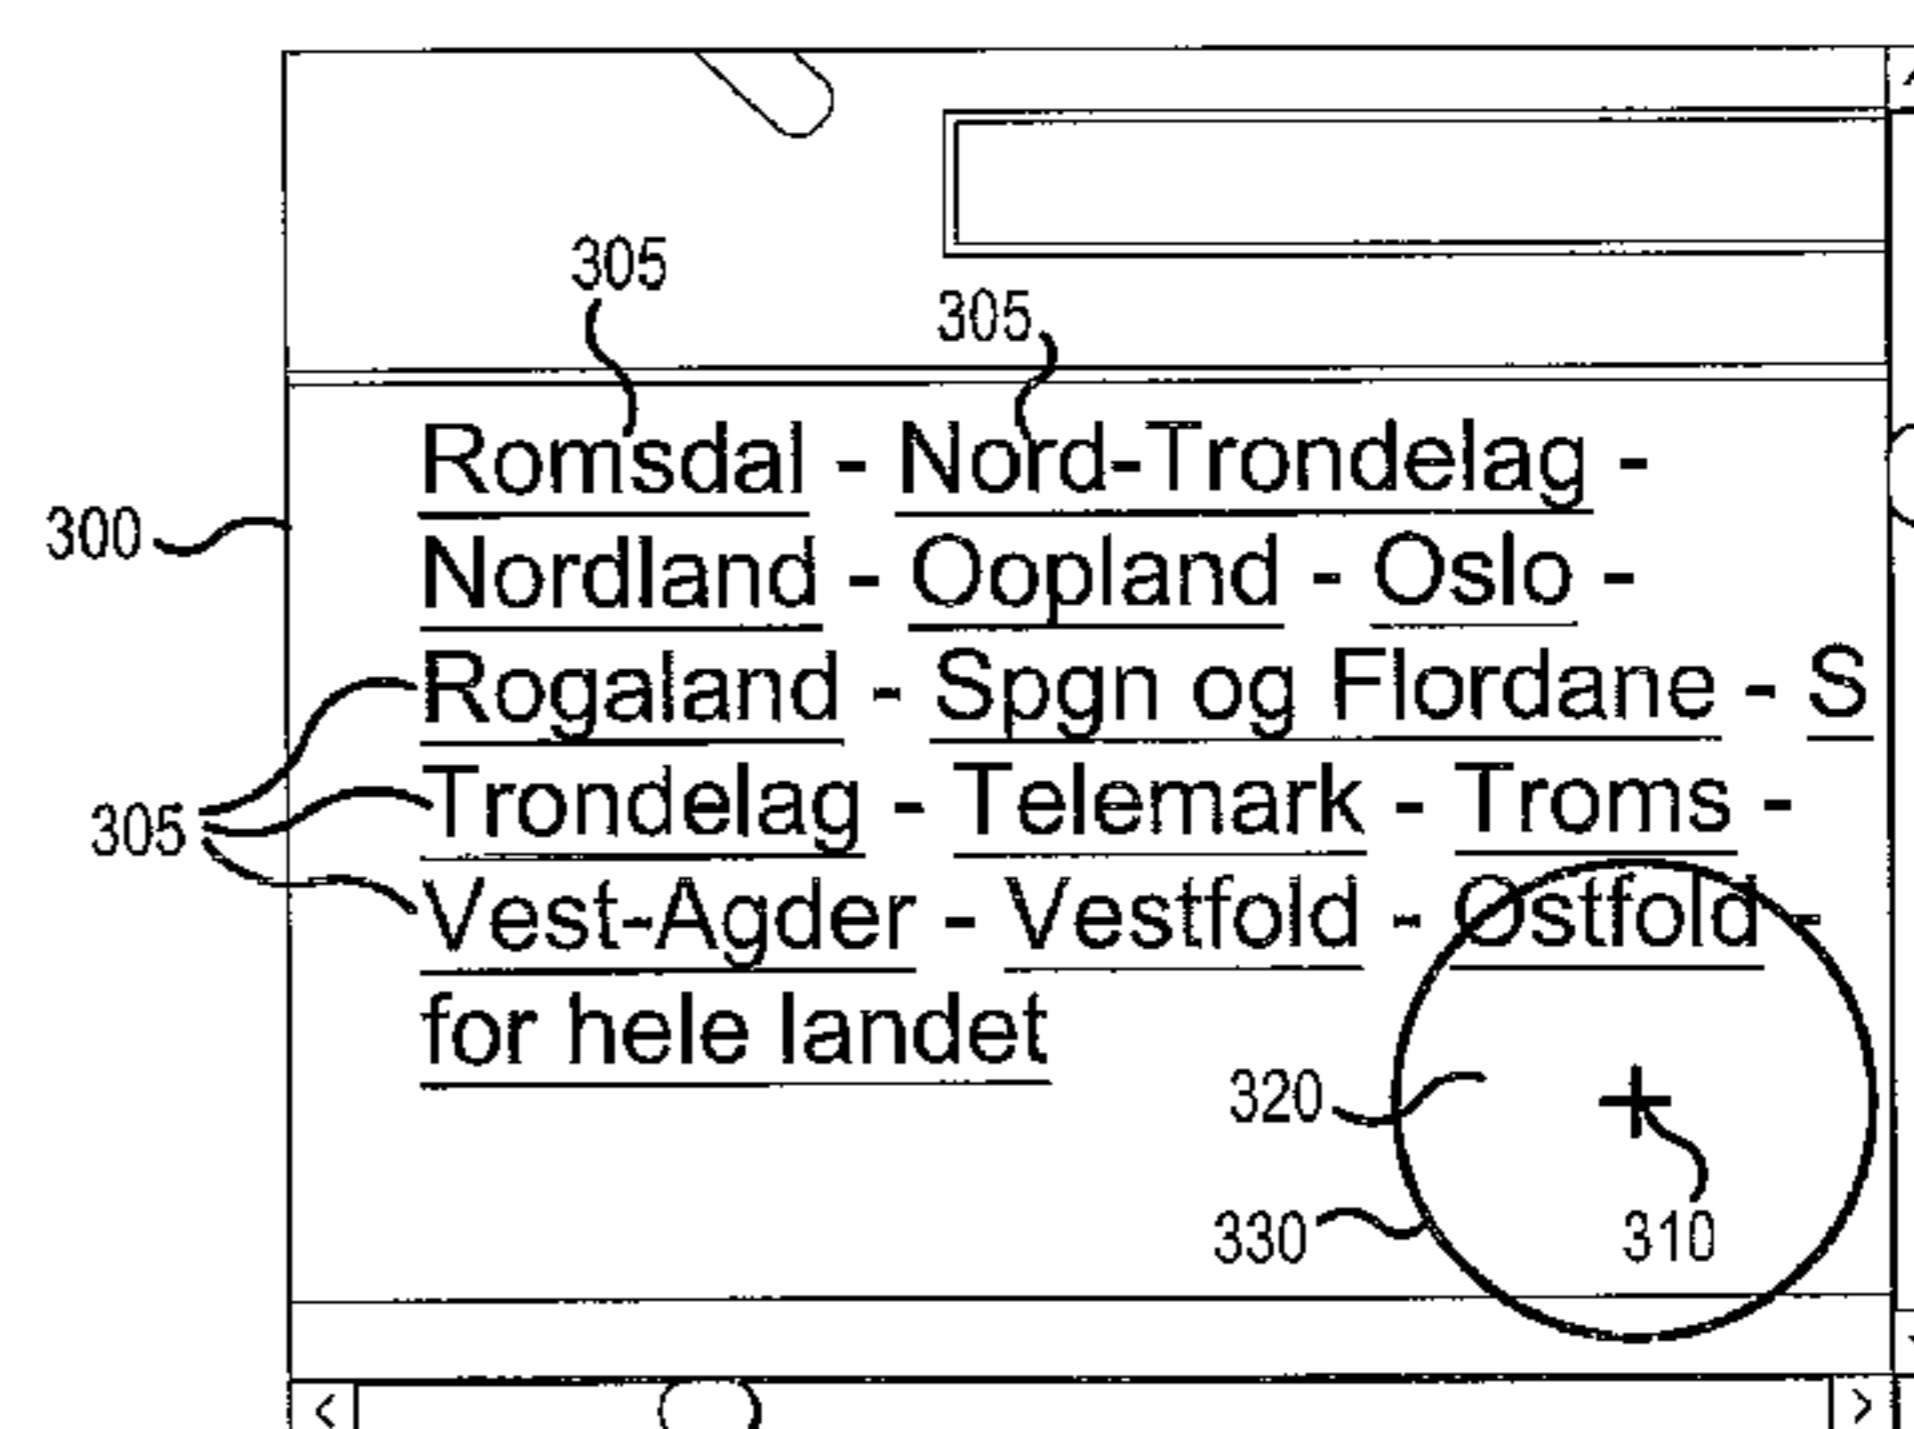 305
305
Romsdal - Nord-Trondelag -
300
Nordland - Oopland - Oslo -
Rogaland - Spgn og Flordane - S
305
Trondelag - Telemark - Troms -
Vest-Agder - Vestfold - Ostfold -
for hele landet
320
330
310
< >